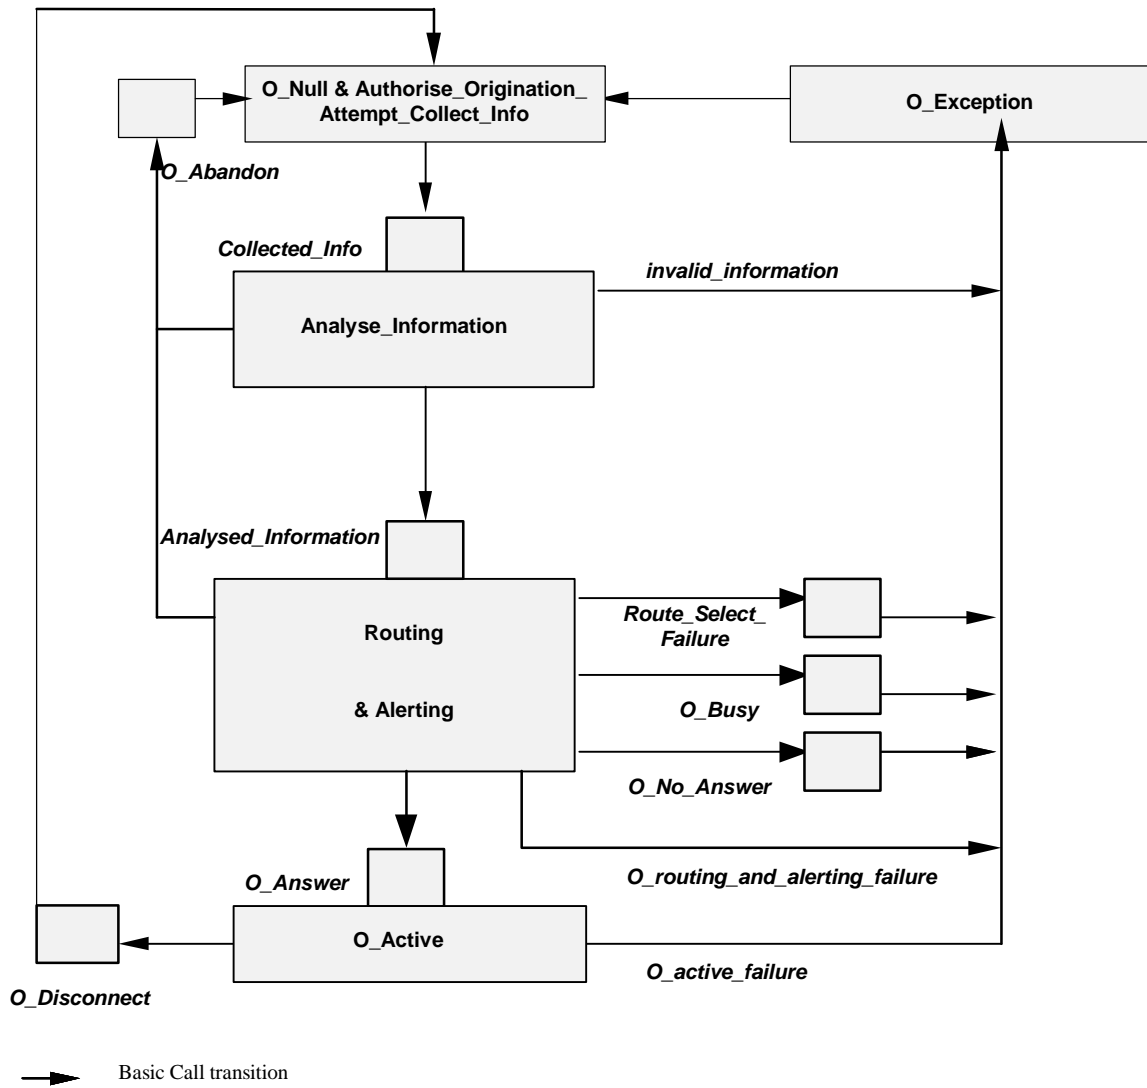 O_Null & Authorise_Origination_
Attempt_Collect_Info
O_Exception
O_Abandon
Collected_Info
invalid_information
Analyse_Information
Analysed_Information
Route_Select_
Failure
Routing
& Alerting
O_Busy
O_No_Answer
O_Answer
O_routing_and_alerting_failure
O_Active
O_active_failure
O_Disconnect
Basic Call transition